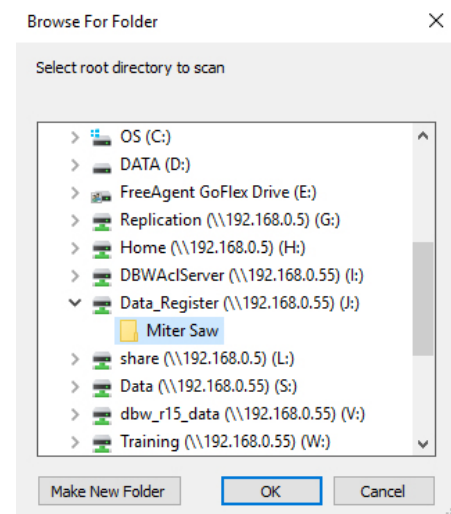 Browse For Folder
Select root directory to scan
OS (C:)
DATA (D:)
FreeAgent GoFlex Drive (E:)
Replication (\\192.168.0.5) (G:)
Home (\\192.168.0.5) (H:)
DBWAclServer (\\192.168.0.55) (I:)
Data_Register (\\192.168.0.55) (J:)
Miter Saw
share (\\192.168.0.5) (L:)
Data (\\192.168.0.55) (S:)
dbw_r15_data (\\192.168.0.55) (V:)
Training (\\192.168.0.55) (W:)
Make New Folder OK Cancel